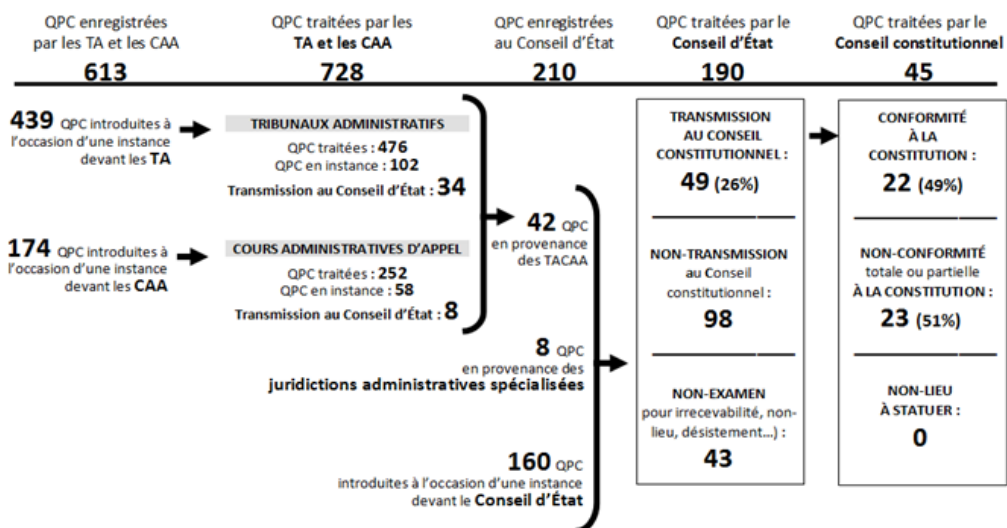 QPC enregistrées
par les TA et les CAA
613
QPC traitées par les
TA et les CAA
728
QPC enregistrées
au Conseil d'État
210
QPC traitées par le
Conseil d'État
190
QPC traitées par le
Conseil constitutionnel
45
439 QPC introduites à
l'occasion d'une instance
devant les TA
174 QPC introduites à
l'occasion d'une instance
devant les CAA
TRIBUNAUX ADMINISTRATIFS
QPC traitées : 476
QPC en instance : 102
Transmission au Conseil d'État : 34
COURS ADMINISTRATIVES D'APPEL
QPC traitées : 252
QPC en instance : 58
Transmission au Conseil d'État : 8
42 QPC
en provenance
des TACAA
8 QPC
en provenance des
juridictions administratives spécialisées
160 QPC
introduites à l'occasion d'une instance
devant le Conseil d'État
TRANSMISSION
AU CONSEIL
CONSTITUTIONNEL :
49 (26%)
NON-TRANSMISSION
au Conseil
constitutionnel :
98
NON-EXAMEN
pour irrecevabilité, non-
lieu, désistement...) :
43
CONFORMITÉ
À LA
CONSTITUTION :
22 (49%)
NON-CONFORMITÉ
totale ou partielle
À LA CONSTITUTION :
23 (51%)
NON-LIEU
À STATUER :
0